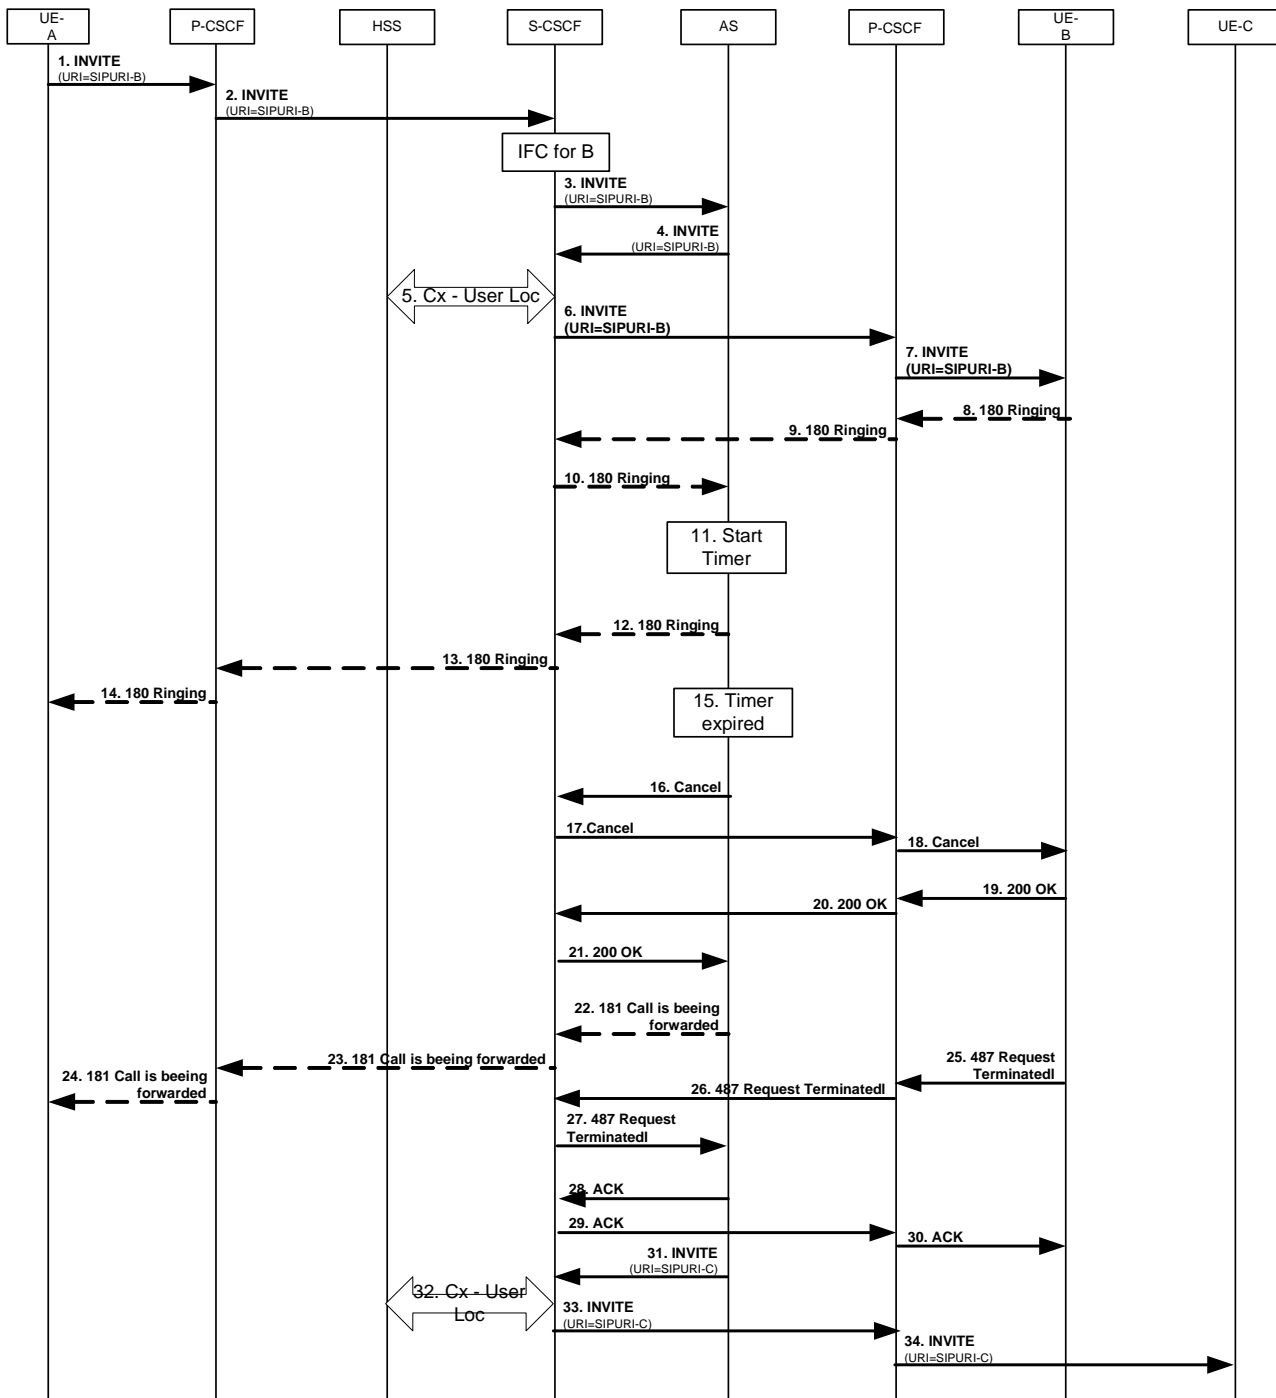 UE-
A
P-CSCF
HSS
S-CSCF
AS
P-CSCF
UE-
B
UE-C
1. INVITE
(URI=SIPURI-B)
2. INVITE
(URI=SIPURI-B)
IFC for B
3. INVITE
(URI=SIPURI-B)
4. INVITE
(URI=SIPURI-B)
5. Cx - User Loc
6. INVITE
(URI=SIPURI-B)
7. INVITE
(URI=SIPURI-B)
8. 180 Ringing
9. 180 Ringing
10. 180 Ringing
11. Start
Timer
12. 180 Ringing
13. 180 Ringing
14. 180 Ringing
15. Timer
expired
16. Cancel
17.Cancel
18. Cancel
19. 200 OK
20. 200 OK
21. 200 OK
22. 181 Call is beeing
forwarded
23. 181 Call is beeing forwarded
24. 181 Call is beeing
forwarded
25. 487 Request
TerminatedI
26. 487 Request TerminatedI
27. 487 Request
TerminatedI
28. ACK
29. ACK
30. ACK
31. INVITE
(URI=SIPURI-C)
32. Cx - User
Loc
33. INVITE
(URI=SIPURI-C)
34. INVITE
(URI=SIPURI-C)